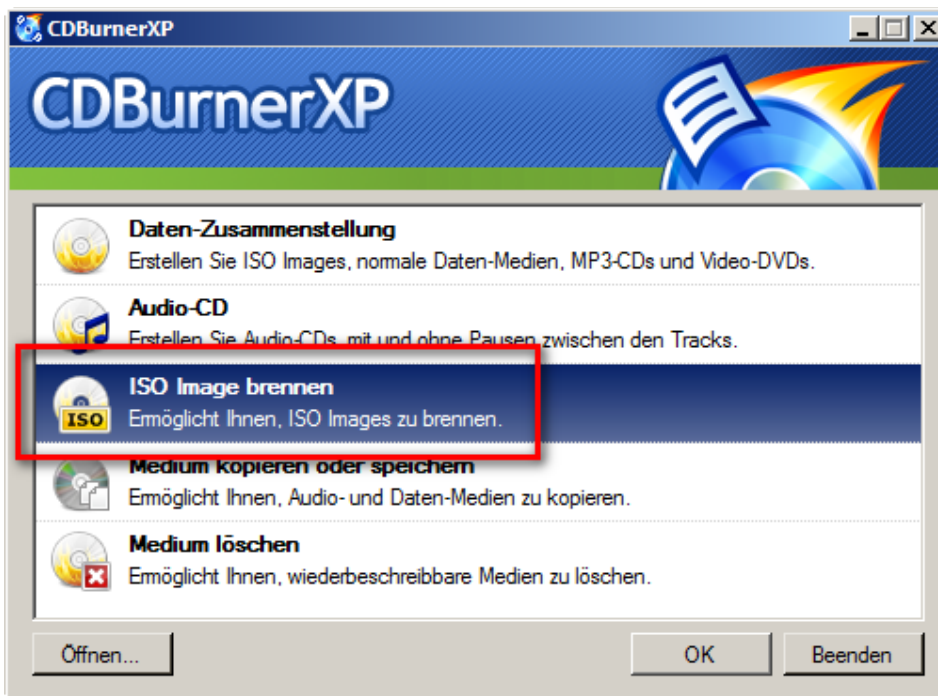 CDBurnerXP
CDBurnerXP
Daten-Zusammenstellung
Erstellen Sie ISO Images, normale Daten-Medien, MP3-CDs und Video-DVDs.
Audio-CD
Erstellen Sie Audio-CDs, mit und ohne Pausen zwischen den Tracks.
ISO Image brennen
ISO
Ermöglicht Ihnen, ISO Images zu brennen.
Medium kopieren oder speichern
Ermöglicht Ihnen, Audio- und Daten-Medien zu kopieren.
Medium löschen
Ermöglicht Ihnen, wiederbeschreibbare Medien zu löschen.
Öffnen...
OK
Beenden